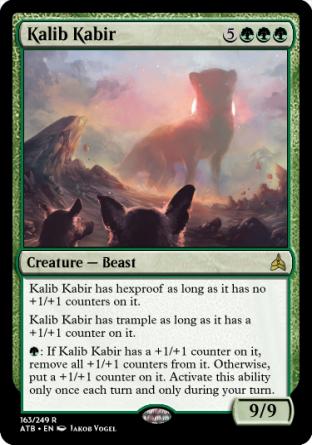 Kalib Kabir 5
Creature — Beast
Kalib Kabir has hexproof as long as it has no
+1/+1 counters on it.
Kalib Kabir has trample as long as it has a
+1/+1 counter on it.
: If Kalib Kabir has a +1/+1 counter on it,
remove all +1/+1 counters from it. Otherwise,
put a +1/+1 counter on it. Activate this ability
only once each turn and only during your turn.
9/9
163/249 R
ATB • EN Jakob Vogel